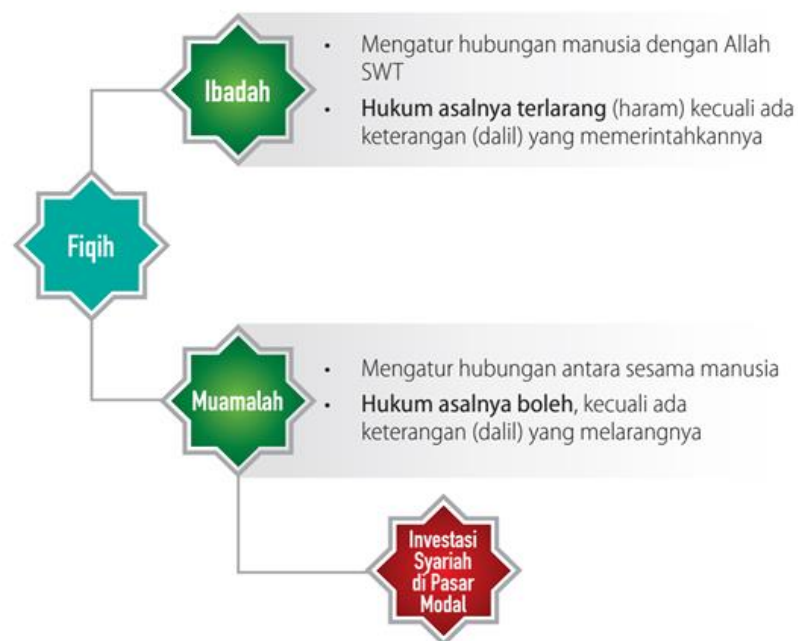 Ibadah
• Mengatur hubungan manusia dengan Allah
SWT
• Hukum asalnya terlarang (haram) kecuali ada
keterangan (dalil) yang memerintahkannya
Fiqih
Muamalah
• Mengatur hubungan antara sesama manusia
• Hukum asalnya boleh, kecuali ada
keterangan (dalil) yang melarangnya
Investasi
Syariah
di Pasar
Modal